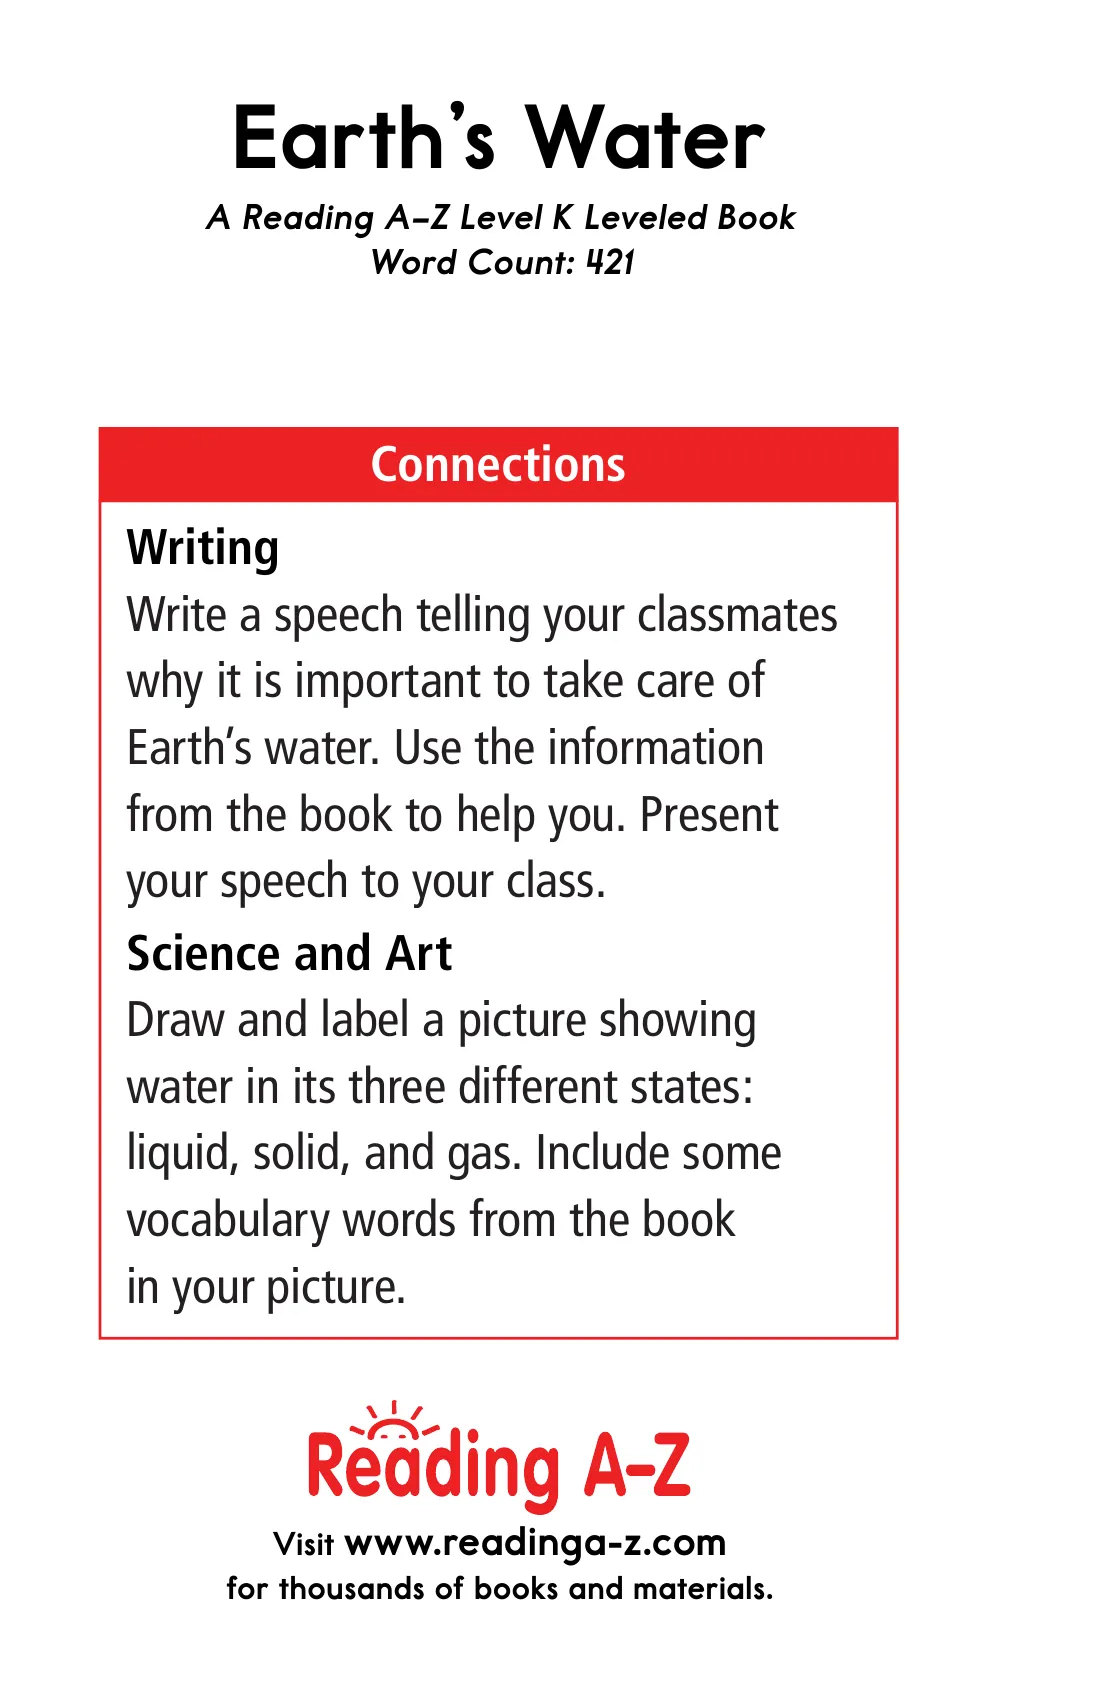 Earth’s Water
A Reading A–Z Level K Leveled Book
Word Count: 421
Connections
Writing
Write a speech telling your classmates
why it is important to take care of
Earth’s water. Use the information
from the book to help you. Present
your speech to your class.
Science and Art
Draw and label a picture showing
water in its three different states:
liquid, solid, and gas. Include some
vocabulary words from the book
in your picture.
Reading A–Z
Visit www.readinga-z.com
for thousands of books and materials.